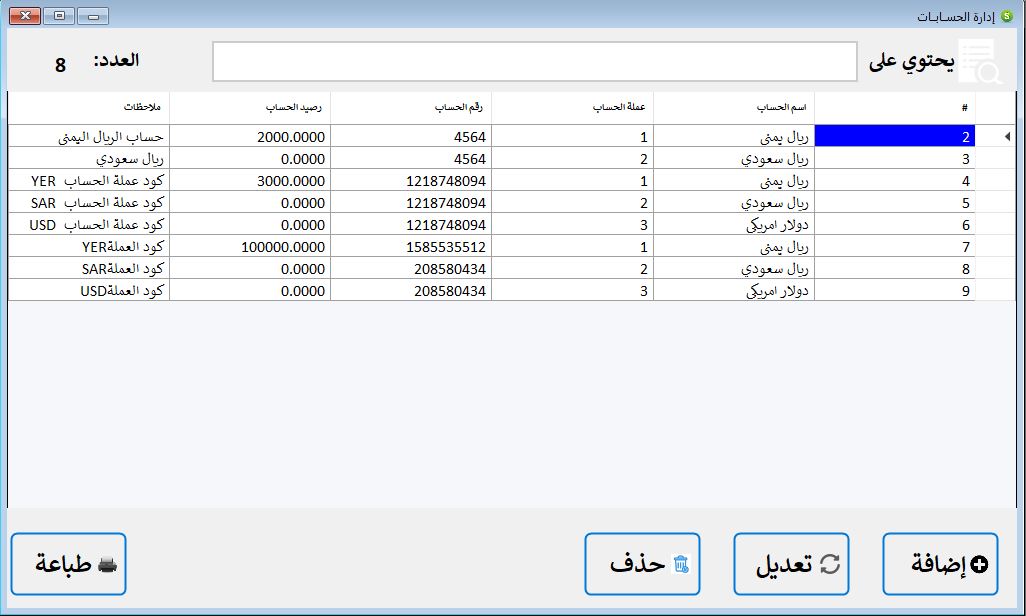 إدارة الحسابات
يحتوي على
العدد: 8
# اسم الحساب عملة الحساب رقم الحساب رصيد الحساب ملاحظات
2 ريال يمني 1 4564 2000.0000 حساب الريال اليمني
3 ريال سعودي 2 4564 0.0000 ريال سعودي
4 ريال يمني 1 1218748094 3000.0000 كود عملة الحساب YER
5 ريال سعودي 2 1218748094 0.0000 كود عملة الحساب SAR
6 دولار امريكي 3 1218748094 0.0000 كود عملة الحساب USD
7 ريال يمني 1 1585535512 100000.0000 كود العملةYER
8 ريال سعودي 2 208580434 0.0000 كود العملةSAR
9 دولار امريكي 3 208580434 0.0000 كود العملةUSD
إضافة
تعديل
حذف
طباعة